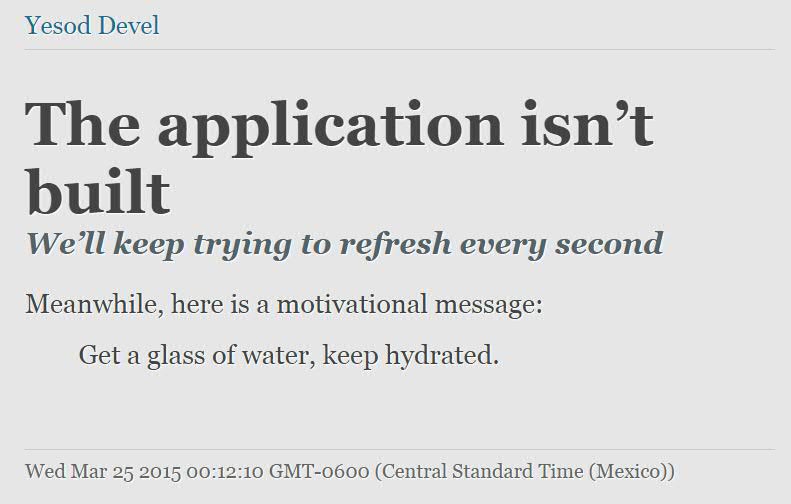 Yesod Devel
The application isn’t
built
We’ll keep trying to refresh every second
Meanwhile, here is a motivational message:
Get a glass of water, keep hydrated.
Wed Mar 25 2015 00:12:10 GMT-0600 (Central Standard Time (Mexico))